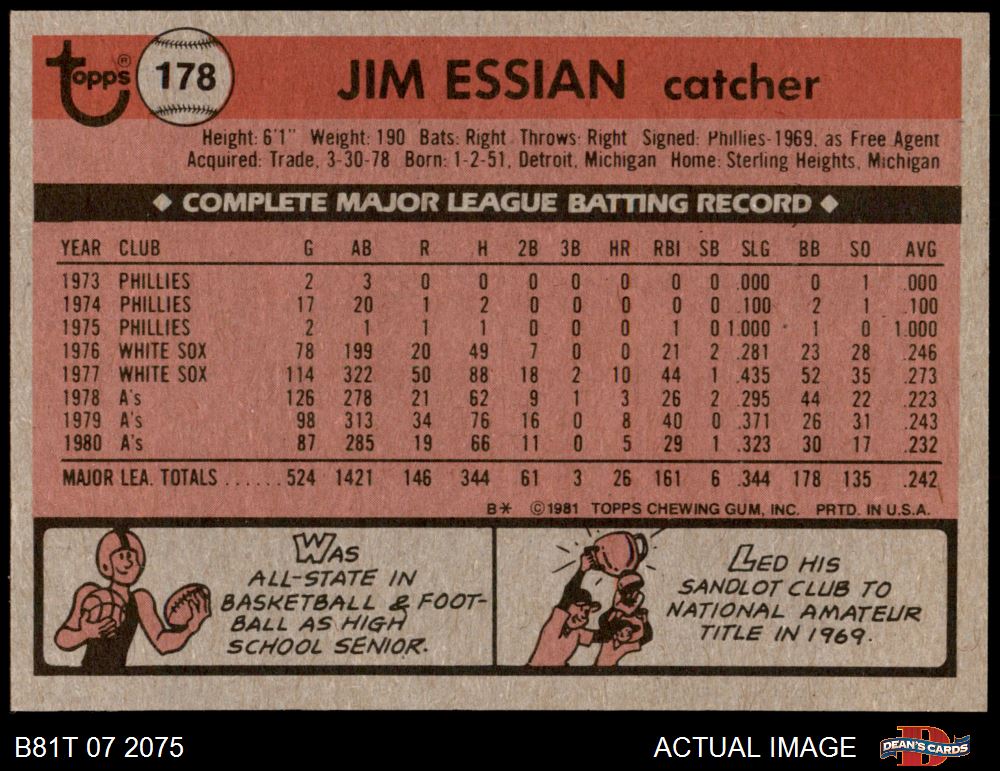 Topps® 178 JIM ESSIAN catcher
Height: 6'1" Weight: 190 Bats: Right Throws: Right Signed: Phillies-1969, as Free Agent
Acquired: Trade, 3-30-78 Born: 1-2-51, Detroit, Michigan Home: Sterling Heights, Michigan
◆ COMPLETE MAJOR LEAGUE BATTING RECORD ◆
YEAR CLUB G AB R H 2B 3B HR RBI SB SLG BB SO AVG
1973 PHILLIES 2 3 0 0 0 0 0 0 0 .000 0 1 .000
1974 PHILLIES 17 20 1 2 0 0 0 0 0 .100 2 1 .100
1975 PHILLIES 2 1 1 1 0 0 0 1 0 1.000 1 0 1.000
1976 WHITE SOX 78 199 20 49 7 0 0 21 2 .281 23 28 .246
1977 WHITE SOX 114 322 50 88 18 2 10 44 1 .435 52 35 .273
1978 A's 126 278 21 62 9 1 3 26 2 .295 44 22 .223
1979 A's 98 313 34 76 16 0 8 40 0 .371 26 31 .243
1980 A's 87 285 19 66 11 0 5 29 1 .323 30 17 .232
MAJOR LEA. TOTALS ......524 1421 146 344 61 3 26 161 6 .344 178 135 .242
B* ©1981 TOPPS CHEWING GUM, INC. PRTD. IN U.S.A.
WAS
ALL-STATE IN
BASKETBALL & FOOT-
BALL AS HIGH
SCHOOL SENIOR.
LED HIS
SANDLOT CLUB TO
NATIONAL AMATEUR
TITLE IN 1969.
B81T 07 2075 ACTUAL IMAGE DEAN'S CARDS